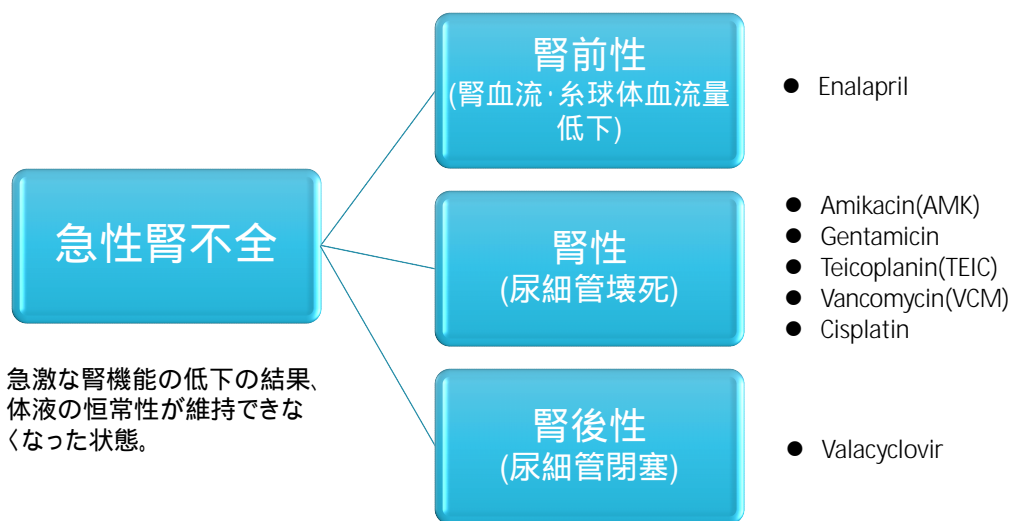 腎前性
(腎血流･糸球体血流量
低下)
● Enalapril
急性腎不全
腎性
(尿細管壊死)
● Amikacin(AMK)
● Gentamicin
● Teicoplanin(TEIC)
● Vancomycin(VCM)
● Cisplatin
急激な腎機能の低下の結果、
体液の恒常性が維持できな
くなった状態。
腎後性
(尿細管閉塞)
● Valacyclovir